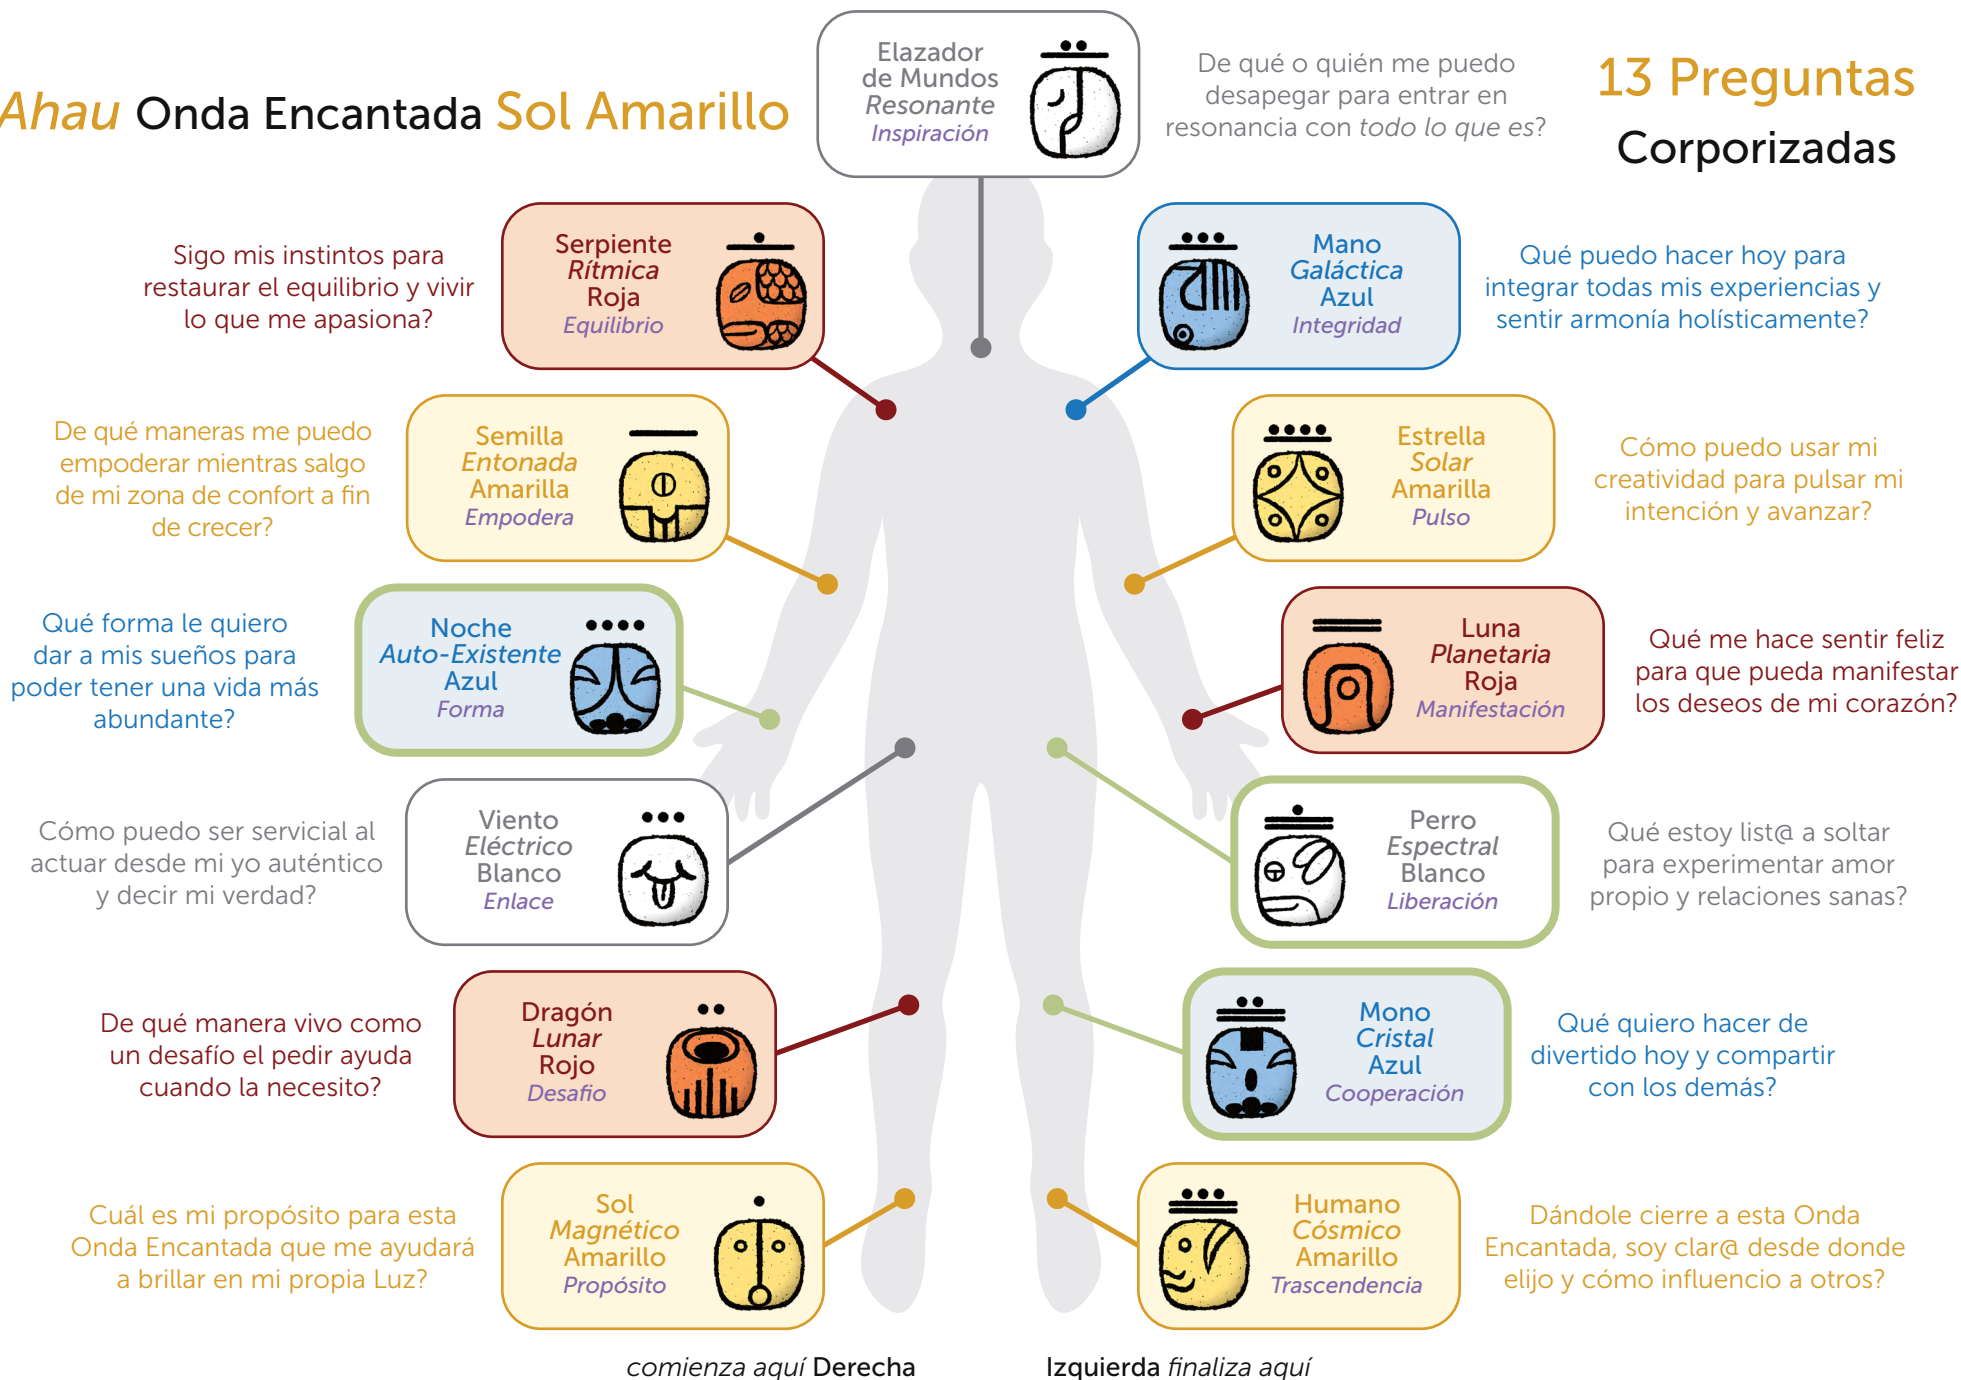 Ahau Onda Encantada Sol Amarillo
13 Preguntas
Corporizadas
Elazador
de Mundos
Resonante
Inspiración
De qué o quién me puedo
desapegar para entrar en
resonancia con todo lo que es?
Sigo mis instintos para
restaurar el equilibrio y vivir
lo que me apasiona?
Serpiente
Rítmica
Roja
Equilibrio
Mano
Galáctica
Azul
Integridad
Qué puedo hacer hoy para
integrar todas mis experiencias y
sentir armonía holísticamente?
De qué maneras me puedo
empoderar mientras salgo
de mi zona de confort a fin
de crecer?
Semilla
Entonada
Amarilla
Empodera
Estrella
Solar
Amarilla
Pulso
Cómo puedo usar mi
creatividad para pulsar mi
intención y avanzar?
Qué forma le quiero
dar a mis sueños para
poder tener una vida más
abundante?
Noche
Auto-Existente
Azul
Forma
Luna
Planetaria
Roja
Manifestación
Qué me hace sentir feliz
para que pueda manifestar
los deseos de mi corazón?
Cómo puedo ser servicial al
actuar desde mi yo auténtico
y decir mi verdad?
Viento
Eléctrico
Blanco
Enlace
Perro
Espectral
Blanco
Liberación
Qué estoy list@ a soltar
para experimentar amor
propio y relaciones sanas?
De qué manera vivo como
un desafío el pedir ayuda
cuando la necesito?
Dragón
Lunar
Rojo
Desafio
Mono
Cristal
Azul
Cooperación
Qué quiero hacer de
divertido hoy y compartir
con los demás?
Cuál es mi propósito para esta
Onda Encantada que me ayudará
a brillar en mi propia Luz?
Sol
Magnético
Amarillo
Propósito
Humano
Cósmico
Amarillo
Trascendencia
Dándole cierre a esta Onda
Encantada, soy clar@ desde donde
elijo y cómo influencio a otros?
comienza aquí Derecha
Izquierda finaliza aquí